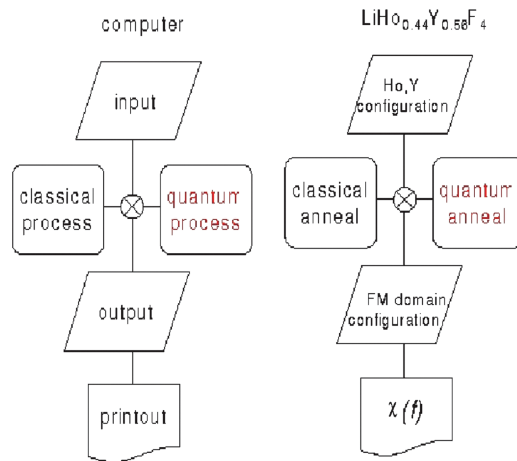 computer
input
classical
process
quantum
process
output
printout
LiHo0.44Y0.56F4
Ho,Y
configuration
classical
anneal
quantum
anneal
FM domain
configuration
χ(f)